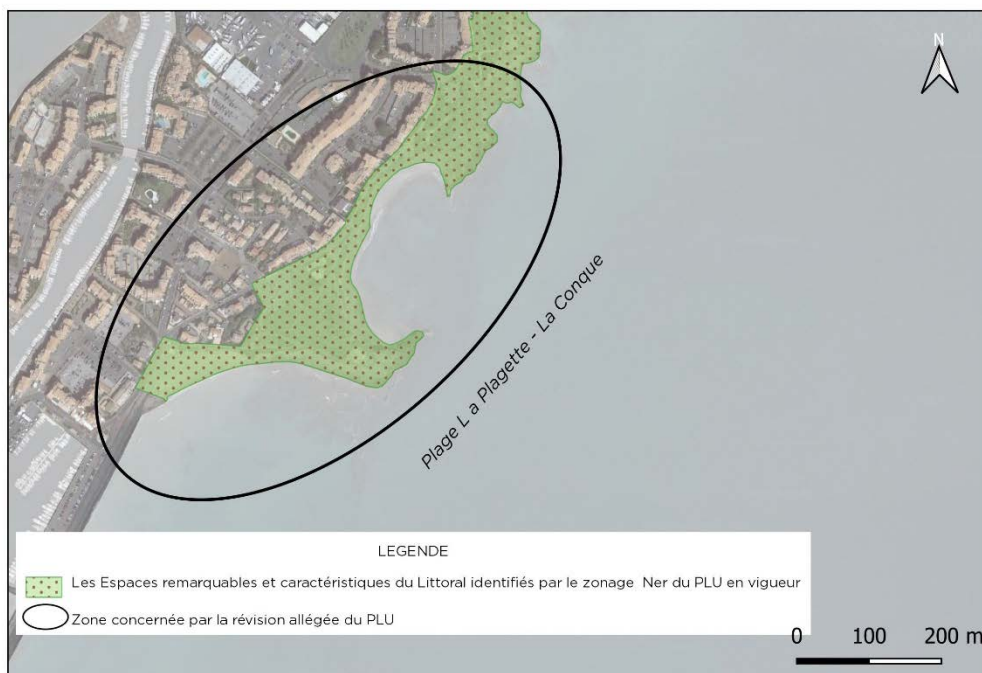 N
Plage L a Plagette - La Conque
LEGENDE
Les Espaces remarquables et caractéristiques du Littoral identifiés par le zonage Ner du PLU en vigueur
Zone concernée par la révision allégée du PLU
0 100 200 m